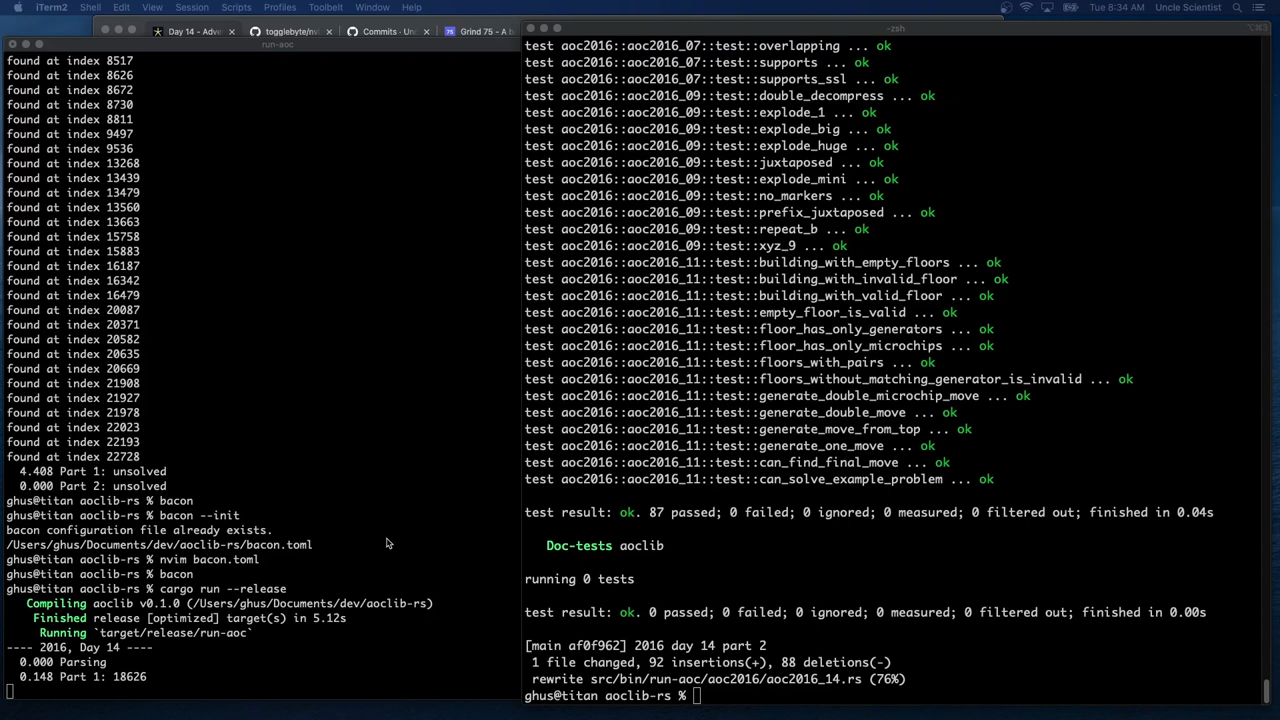 iTerm2 Shell Edit View Session Scripts Profiles Toolbelt Window Help
Tue 8:34 AM Uncle Scientist
Day 14 - Adve
togglebyte/nvi
Commits · Unc
Grind 75 - A b
run-aoc
found at index 8517
found at index 8626
found at index 8672
found at index 8730
found at index 8811
found at index 9497
found at index 9536
found at index 13268
found at index 13439
found at index 13479
found at index 13560
found at index 13663
found at index 15758
found at index 15883
found at index 16187
found at index 16342
found at index 16479
found at index 20087
found at index 20371
found at index 20582
found at index 20635
found at index 20669
found at index 21908
found at index 21927
found at index 21978
found at index 22023
found at index 22193
found at index 22728
4.408 Part 1: unsolved
0.000 Part 2: unsolved
ghus@titan aoclib-rs % bacon
ghus@titan aoclib-rs % bacon --init
bacon configuration file already exists.
/Users/ghus/Documents/dev/aoclib-rs/bacon.toml
ghus@titan aoclib-rs % nvim bacon.toml
ghus@titan aoclib-rs % bacon
ghus@titan aoclib-rs % cargo run --release
Compiling aoclib v0.1.0 (/Users/ghus/Documents/dev/aoclib-rs)
Finished release [optimized] target(s) in 5.12s
Running `target/release/run-aoc`
---- 2016, Day 14 ----
0.000 Parsing
0.148 Part 1: 18626
-zsh
⌥⌘3
test aoc2016::aoc2016_07::test::overlapping ... ok
test aoc2016::aoc2016_07::test::supports ... ok
test aoc2016::aoc2016_07::test::supports_ssl ... ok
test aoc2016::aoc2016_09::test::double_decompress ... ok
test aoc2016::aoc2016_09::test::explode_1 ... ok
test aoc2016::aoc2016_09::test::explode_big ... ok
test aoc2016::aoc2016_09::test::explode_huge ... ok
test aoc2016::aoc2016_09::test::juxtaposed ... ok
test aoc2016::aoc2016_09::test::explode_mini ... ok
test aoc2016::aoc2016_09::test::no_markers ... ok
test aoc2016::aoc2016_09::test::prefix_juxtaposed ... ok
test aoc2016::aoc2016_09::test::repeat_b ... ok
test aoc2016::aoc2016_09::test::xyz_9 ... ok
test aoc2016::aoc2016_11::test::building_with_empty_floors ... ok
test aoc2016::aoc2016_11::test::building_with_invalid_floor ... ok
test aoc2016::aoc2016_11::test::building_with_valid_floor ... ok
test aoc2016::aoc2016_11::test::empty_floor_is_valid ... ok
test aoc2016::aoc2016_11::test::floor_has_only_generators ... ok
test aoc2016::aoc2016_11::test::floor_has_only_microchips ... ok
test aoc2016::aoc2016_11::test::floors_with_pairs ... ok
test aoc2016::aoc2016_11::test::floors_without_matching_generator_is_invalid ... ok
test aoc2016::aoc2016_11::test::generate_double_microchip_move ... ok
test aoc2016::aoc2016_11::test::generate_double_move ... ok
test aoc2016::aoc2016_11::test::generate_move_from_top ... ok
test aoc2016::aoc2016_11::test::generate_one_move ... ok
test aoc2016::aoc2016_11::test::can_find_final_move ... ok
test aoc2016::aoc2016_11::test::can_solve_example_problem ... ok
test result: ok. 87 passed; 0 failed; 0 ignored; 0 measured; 0 filtered out; finished in 0.04s
Doc-tests aoclib
running 0 tests
test result: ok. 0 passed; 0 failed; 0 ignored; 0 measured; 0 filtered out; finished in 0.00s
[main af0f962] 2016 day 14 part 2
1 file changed, 92 insertions(+), 88 deletions(-)
rewrite src/bin/run-aoc/aoc2016/aoc2016_14.rs (76%)
ghus@titan aoclib-rs %